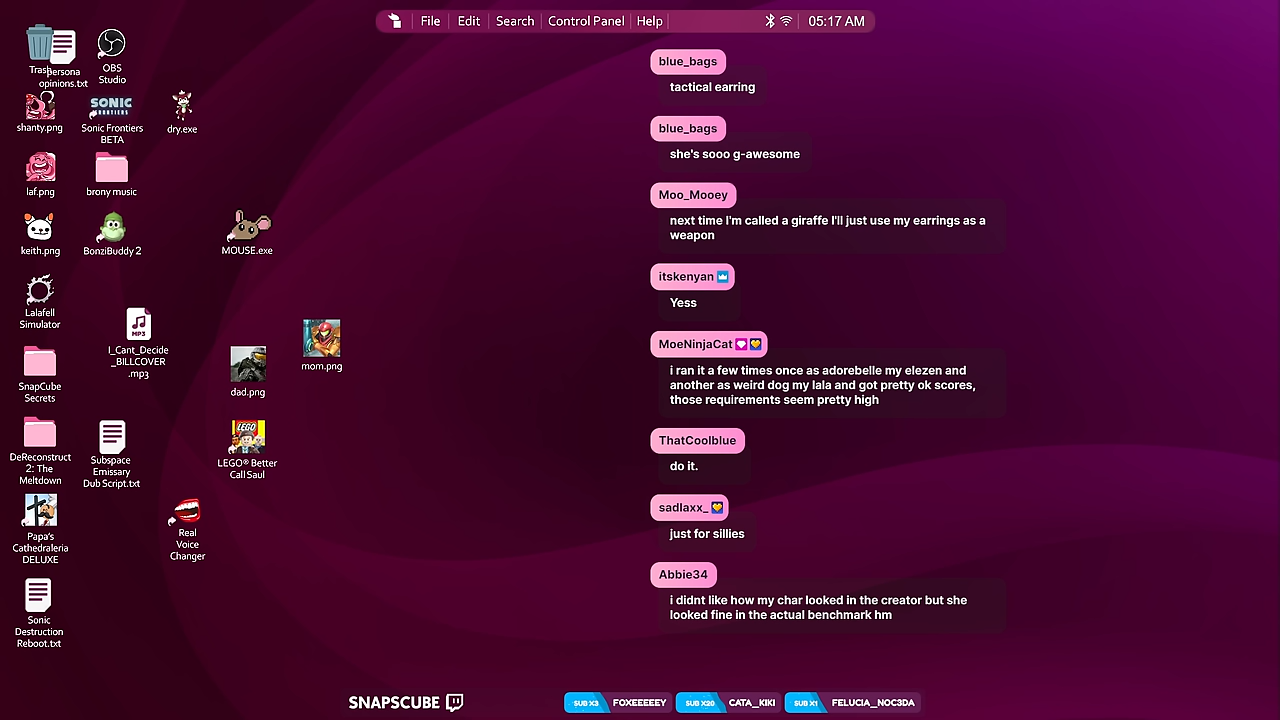 File Edit Search Control Panel Help 05:17 AM
Trash
persona
opinions.txt
OBS
Studio
shanty.png
SONIC
FRONTIERS
Sonic Frontiers
BETA
dry.exe
laf.png
brony music
keith.png
BonziBuddy 2
MOUSE.exe
Lalafell
Simulator
I_Cant_Decide
_BILLCOVER
.mp3
MP3
mom.png
dad.png
SnapCube
Secrets
DeReconstruct
2: The
Meltdown
Subspace
Emissary
Dub Script.txt
LEGO
LEGO® Better
Call Saul
Papa's
Cathedraleria
DELUXE
Real
Voice
Changer
Sonic
Destruction
Reboot.txt
blue_bags
tactical earring
blue_bags
she's sooo g-awesome
Moo_Mooey
next time I'm called a giraffe I'll just use my earrings as a
weapon
itskenyan
Yess
MoeNinjaCat
i ran it a few times once as adorebelle my elezen and
another as weird dog my lala and got pretty ok scores,
those requirements seem pretty high
ThatCoolblue
do it.
sadlaxx_
just for sillies
Abbie34
i didnt like how my char looked in the creator but she
looked fine in the actual benchmark hm
SNAPSCUBE
SUB X3 FOXEEEEEY
SUB X20 CATA_KIKI
SUB X1 FELUCIA_NOC3DA